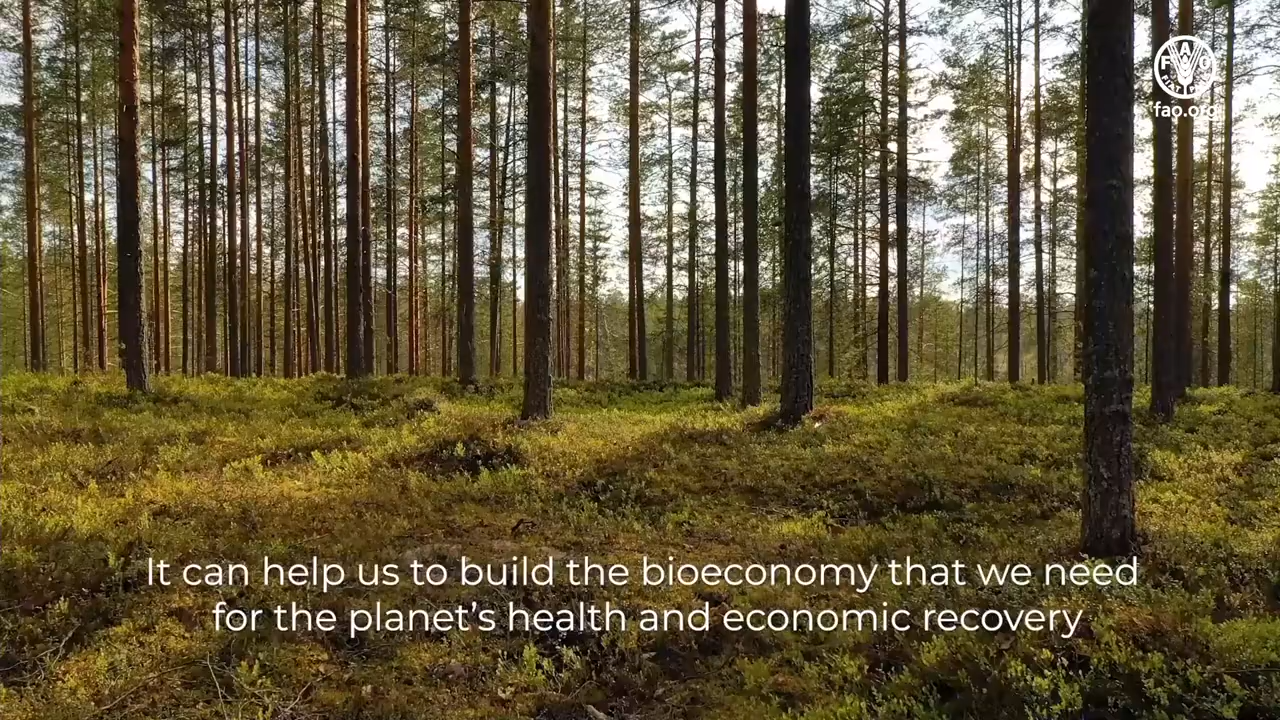 FAO
fao.org
It can help us to build the bioeconomy that we need
for the planet's health and economic recovery